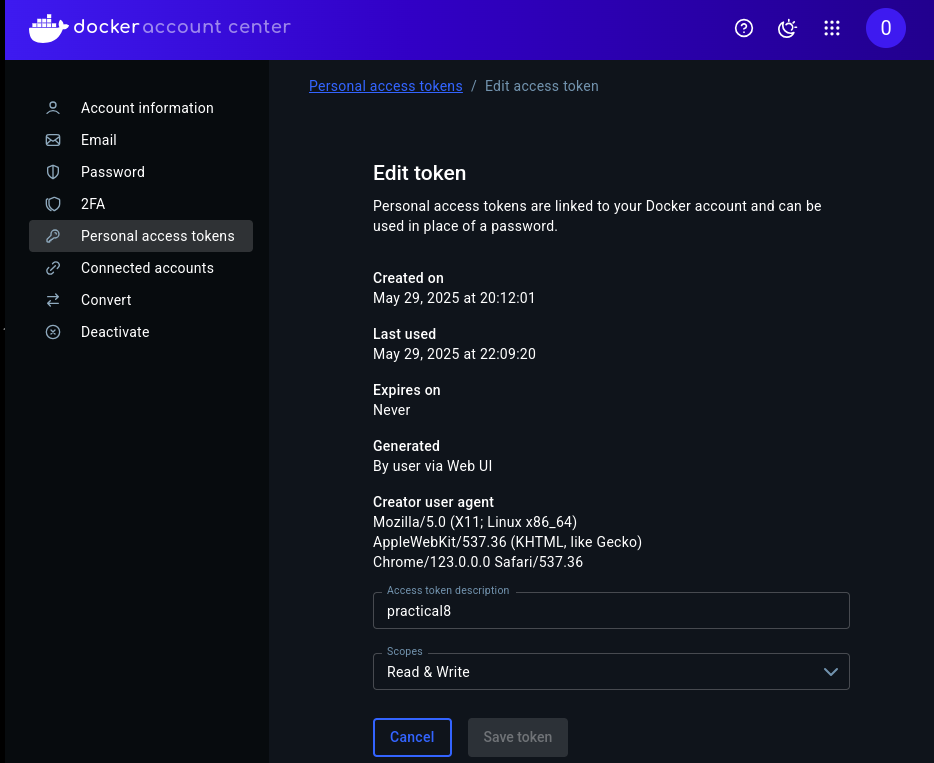 docker account center
O
Account information
Email
Password
2FA
Personal access tokens
Connected accounts
Convert
Deactivate
Personal access tokens / Edit access token
Edit token
Personal access tokens are linked to your Docker account and can be
used in place of a password.
Created on
May 29, 2025 at 20:12:01
Last used
May 29, 2025 at 22:09:20
Expires on
Never
Generated
By user via Web UI
Creator user agent
Mozilla/5.0 (X11; Linux x86_64)
AppleWebKit/537.36 (KHTML, like Gecko)
Chrome/123.0.0.0 Safari/537.36
Access token description
practical8
Scopes
Read & Write
Cancel Save token